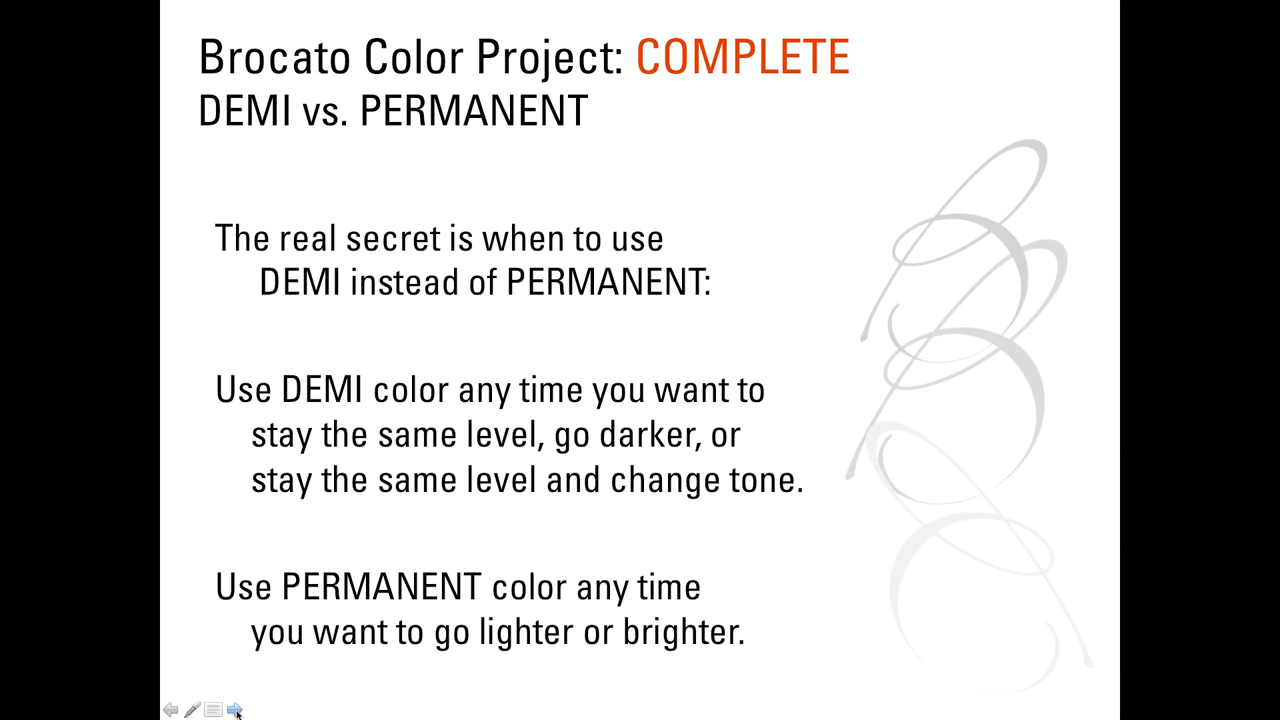 Brocato Color Project: COMPLETE
DEMI vs. PERMANENT
The real secret is when to use
DEMI instead of PERMANENT:
Use DEMI color any time you want to
stay the same level, go darker, or
stay the same level and change tone.
Use PERMANENT color any time
you want to go lighter or brighter.